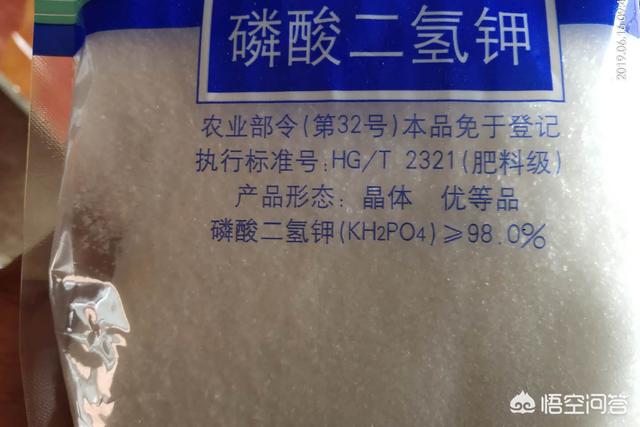 磷酸二氢钾
农业部令(第32号)本品免于登记
执行标准号:HG/T 2321(肥料级)
产品形态: 晶体 优等品
磷酸二氢钾(KH2PO4)≥98.0%
悟空问答